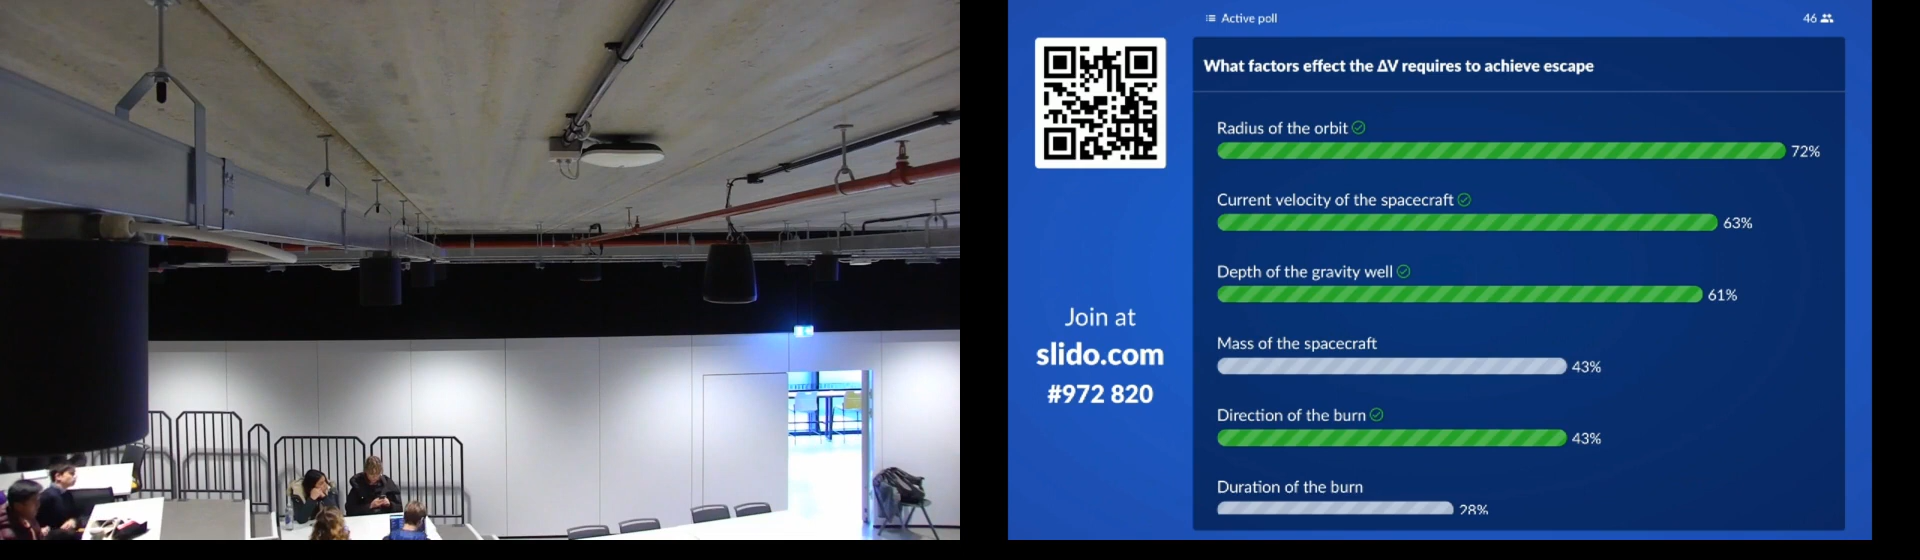 Active poll
46
What factors effect the ΔV requires to achieve escape
Radius of the orbit
72%
Current velocity of the spacecraft
63%
Depth of the gravity well
61%
Mass of the spacecraft
43%
Direction of the burn
43%
Duration of the burn
28%
Join at
slido.com
#972 820